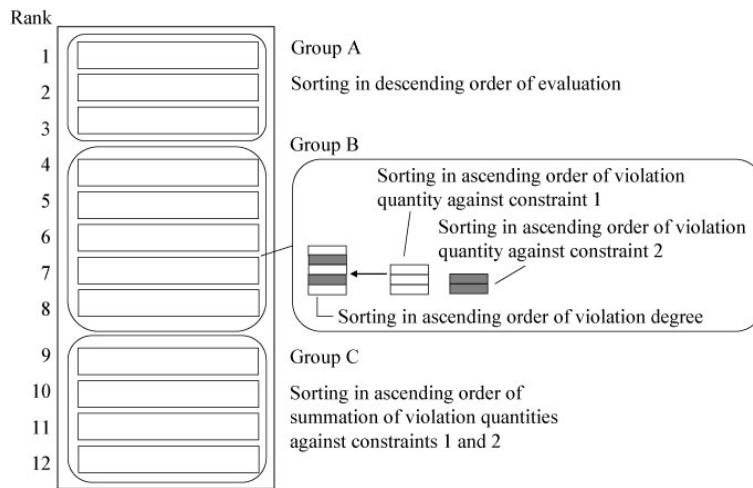 Rank
1
2
3
4
5
6
7
8
9
10
11
12
Group A
Sorting in descending order of evaluation
Group B
Sorting in ascending order of violation
quantity against constraint 1
Sorting in ascending order of violation
quantity against constraint 2
Sorting in ascending order of violation degree
Group C
Sorting in ascending order of
summation of violation quantities
against constraints 1 and 2